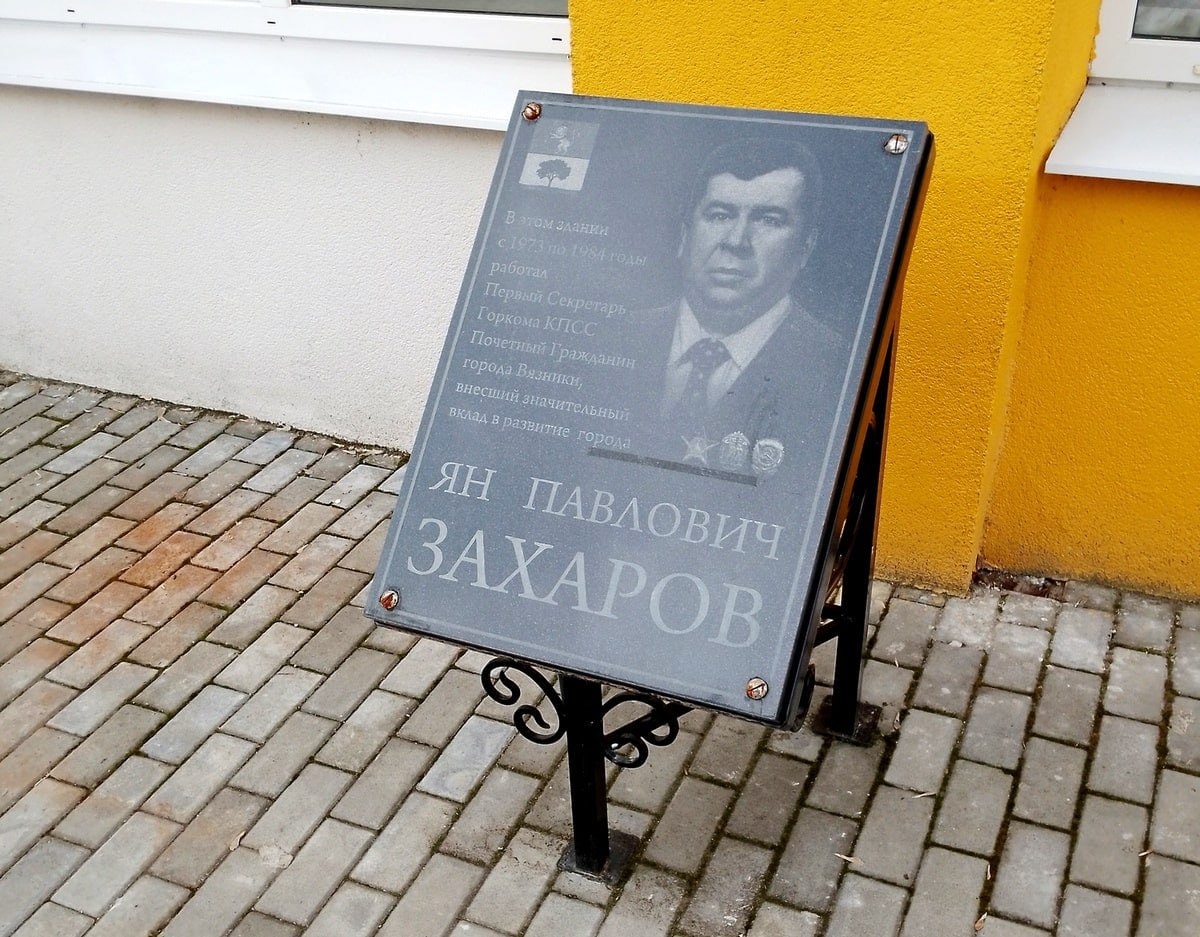 В этом здании
с 1973 по 1984 годы
работал
Первый Секретарь
Горкома КПСС
Почетный Гражданин
города Вязники,
внесший значительный
вклад в развитие города
ЯН ПАВЛОВИЧ
ЗАХАРОВ